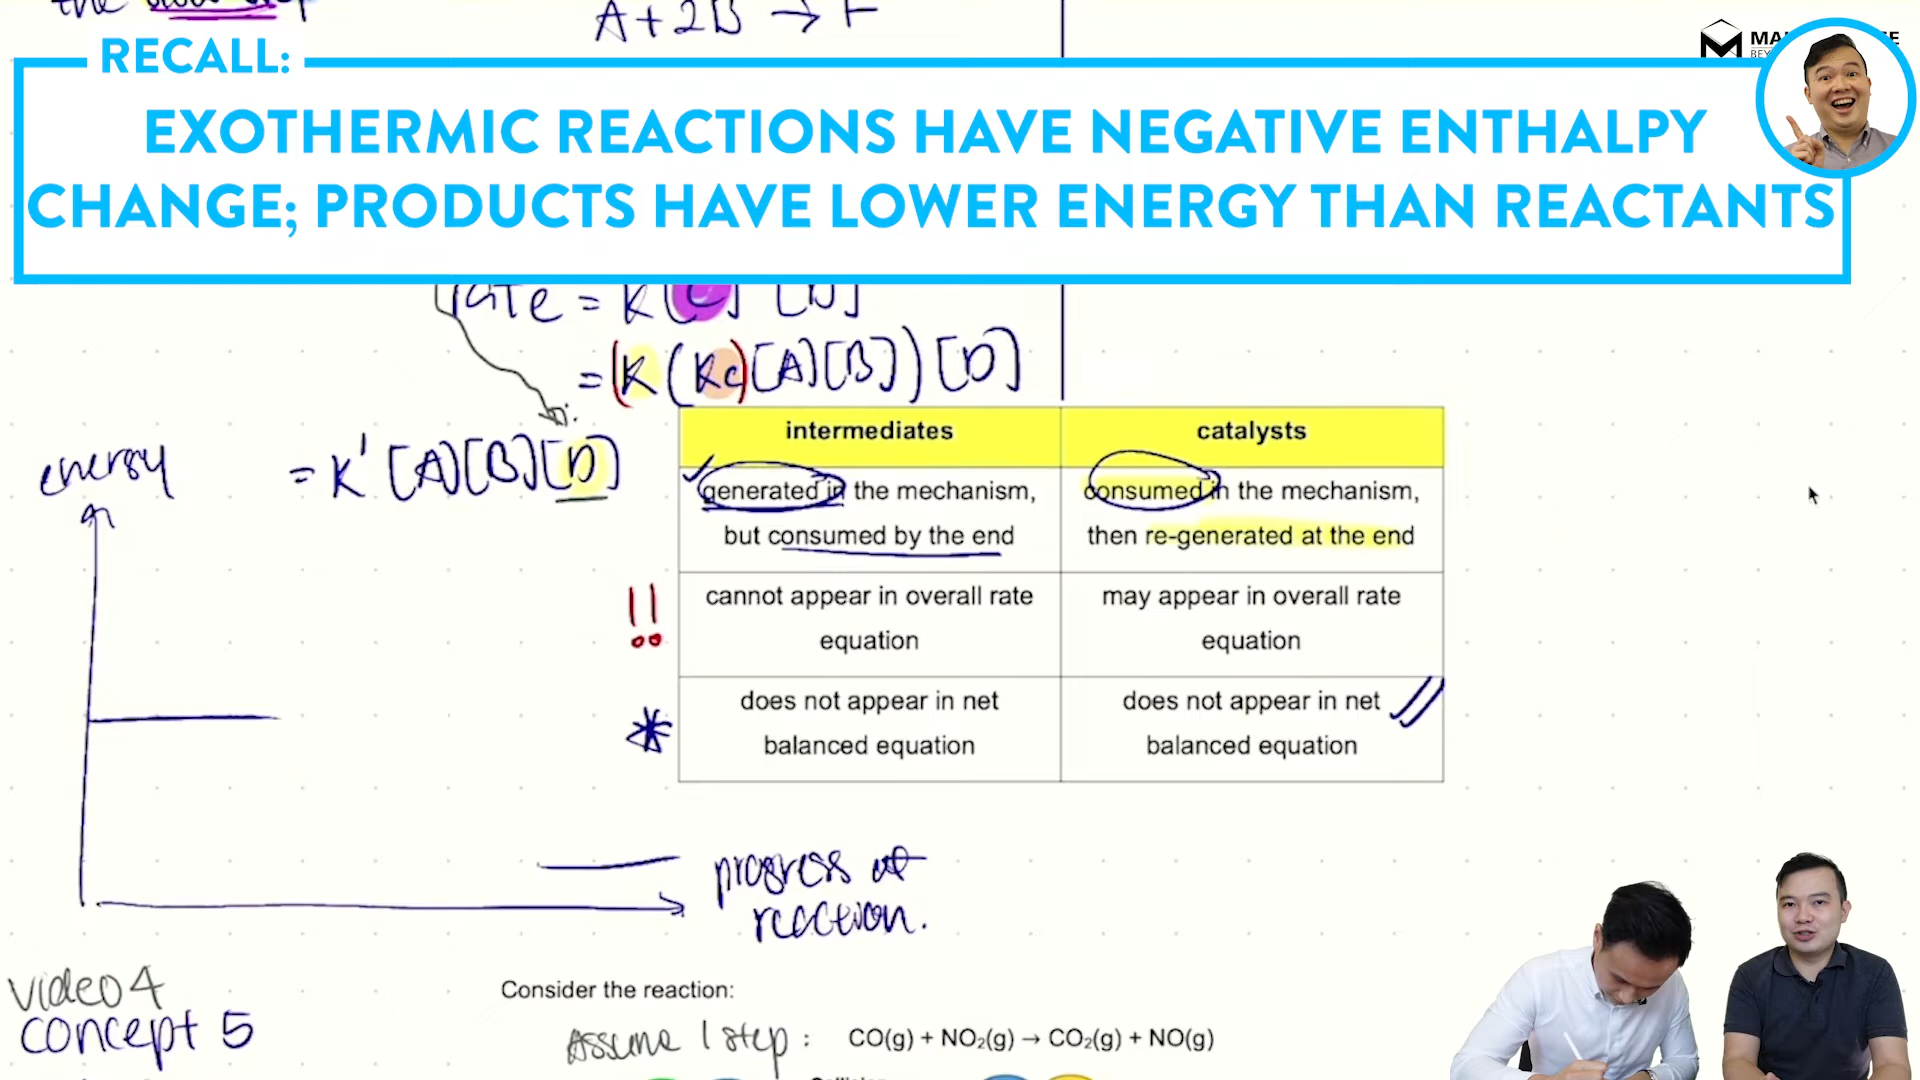 the
A + 2B → F
RECALL:
EXOTHERMIC REACTIONS HAVE NEGATIVE ENTHALPY
CHANGE; PRODUCTS HAVE LOWER ENERGY THAN REACTANTS
rate = K[C] [D]
= (K(Kc)[A][B])[D]
= K' [A][B][D]
energy
intermediates
catalysts
generated in the mechanism,
but consumed by the end
consumed in the mechanism,
then re-generated at the end
!!
cannot appear in overall rate
equation
may appear in overall rate
equation
*
does not appear in net
balanced equation
does not appear in net
balanced equation
progress of
reaction.
video 4
concept 5
Consider the reaction:
Assume 1 step : CO(g) + NO₂(g) → CO₂(g) + NO(g)